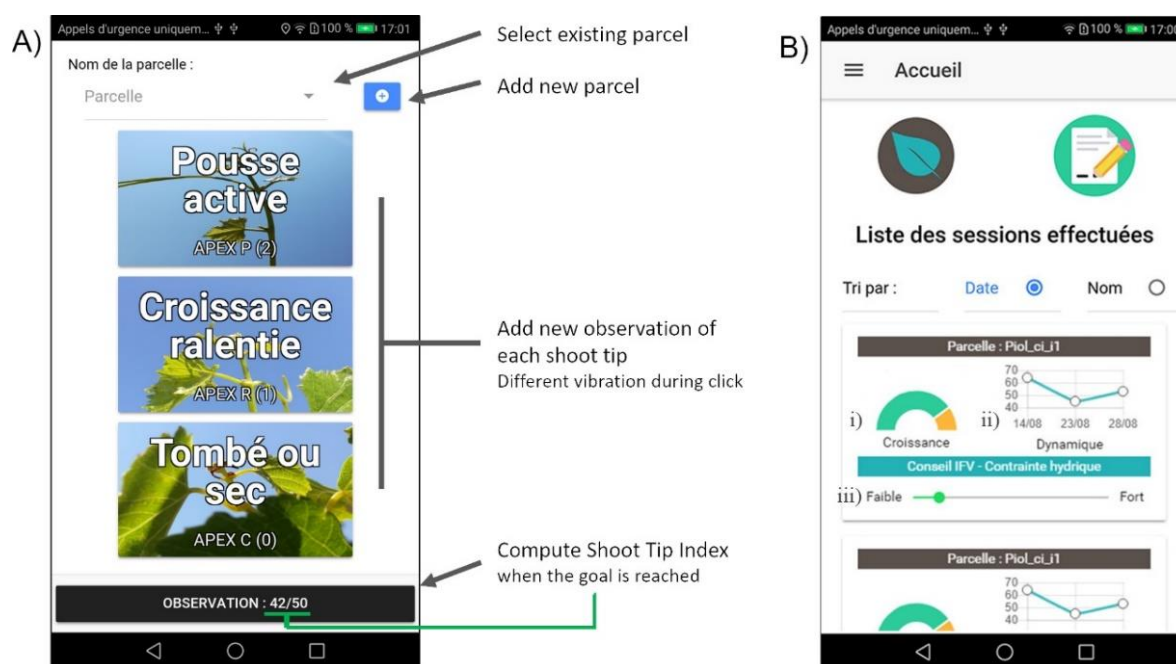 A)
Appels d'urgence uniquem... 100 % 17:01
Nom de la parcelle :
Parcelle
Pousse
active
APEX P (2)
Croissance
ralentie
APEX R (1)
Tombé ou
sec
APEX C (0)
OBSERVATION : 42/50
Select existing parcel
Add new parcel
Add new observation of
each shoot tip
Different vibration during click
Compute Shoot Tip Index
when the goal is reached
B)
Appels d'urgence uniquem... 100 % 17:00
Accueil
Liste des sessions effectuées
Tri par : Date Nom
Parcelle : Piol_ci_i1
i)
Croissance
ii)
70
60
50
40
14/08 23/08 28/08
Dynamique
Conseil IFV - Contrainte hydrique
iii) Faible Fort
Parcelle : Piol_ci_i1
70
60
50
40